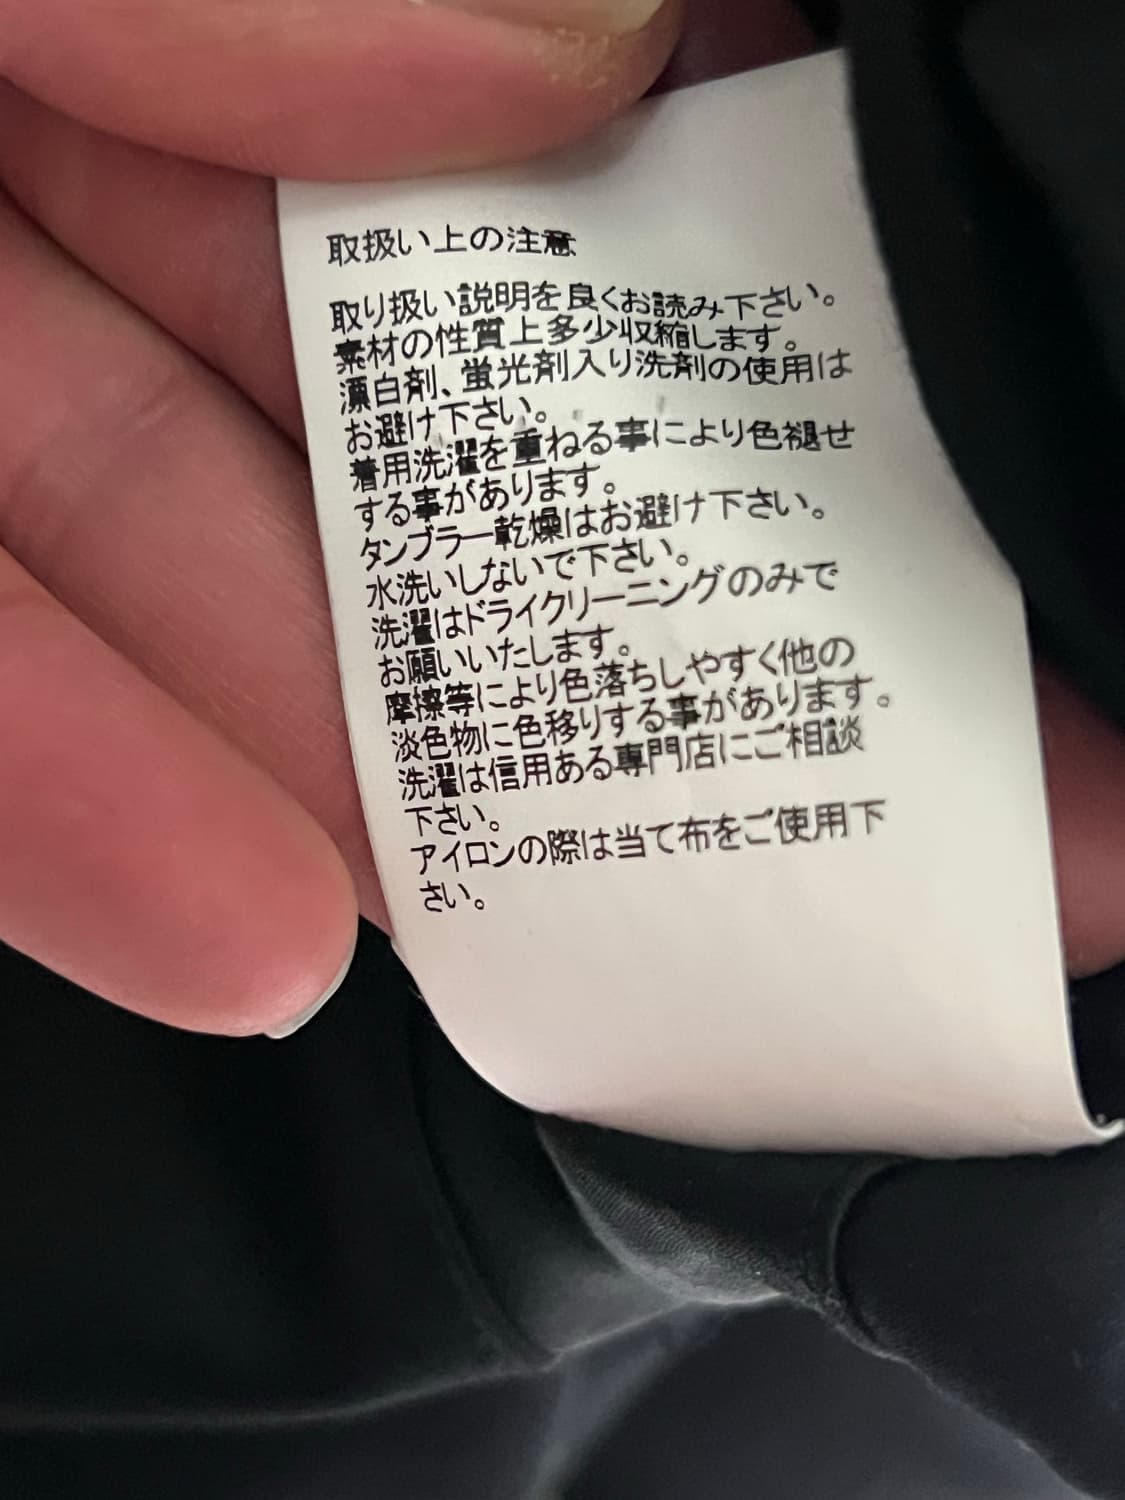 取扱い上の注意
取り扱い説明を良くお読み下さい。
素材の性質上多少収縮します。
漂白剤、蛍光剤入り洗剤の使用は
お避け下さい。
着用洗濯を重ねる事により色褪せ
する事があります。
タンブラー乾燥はお避け下さい。
水洗いしないで下さい。
洗濯はドライクリーニングのみで
お願いいたします。
摩擦等により色落ちしやすく他の
淡色物に色移りする事があります。
洗濯は信用ある専門店にご相談
下さい。
アイロンの際は当て布をご使用下
さい。